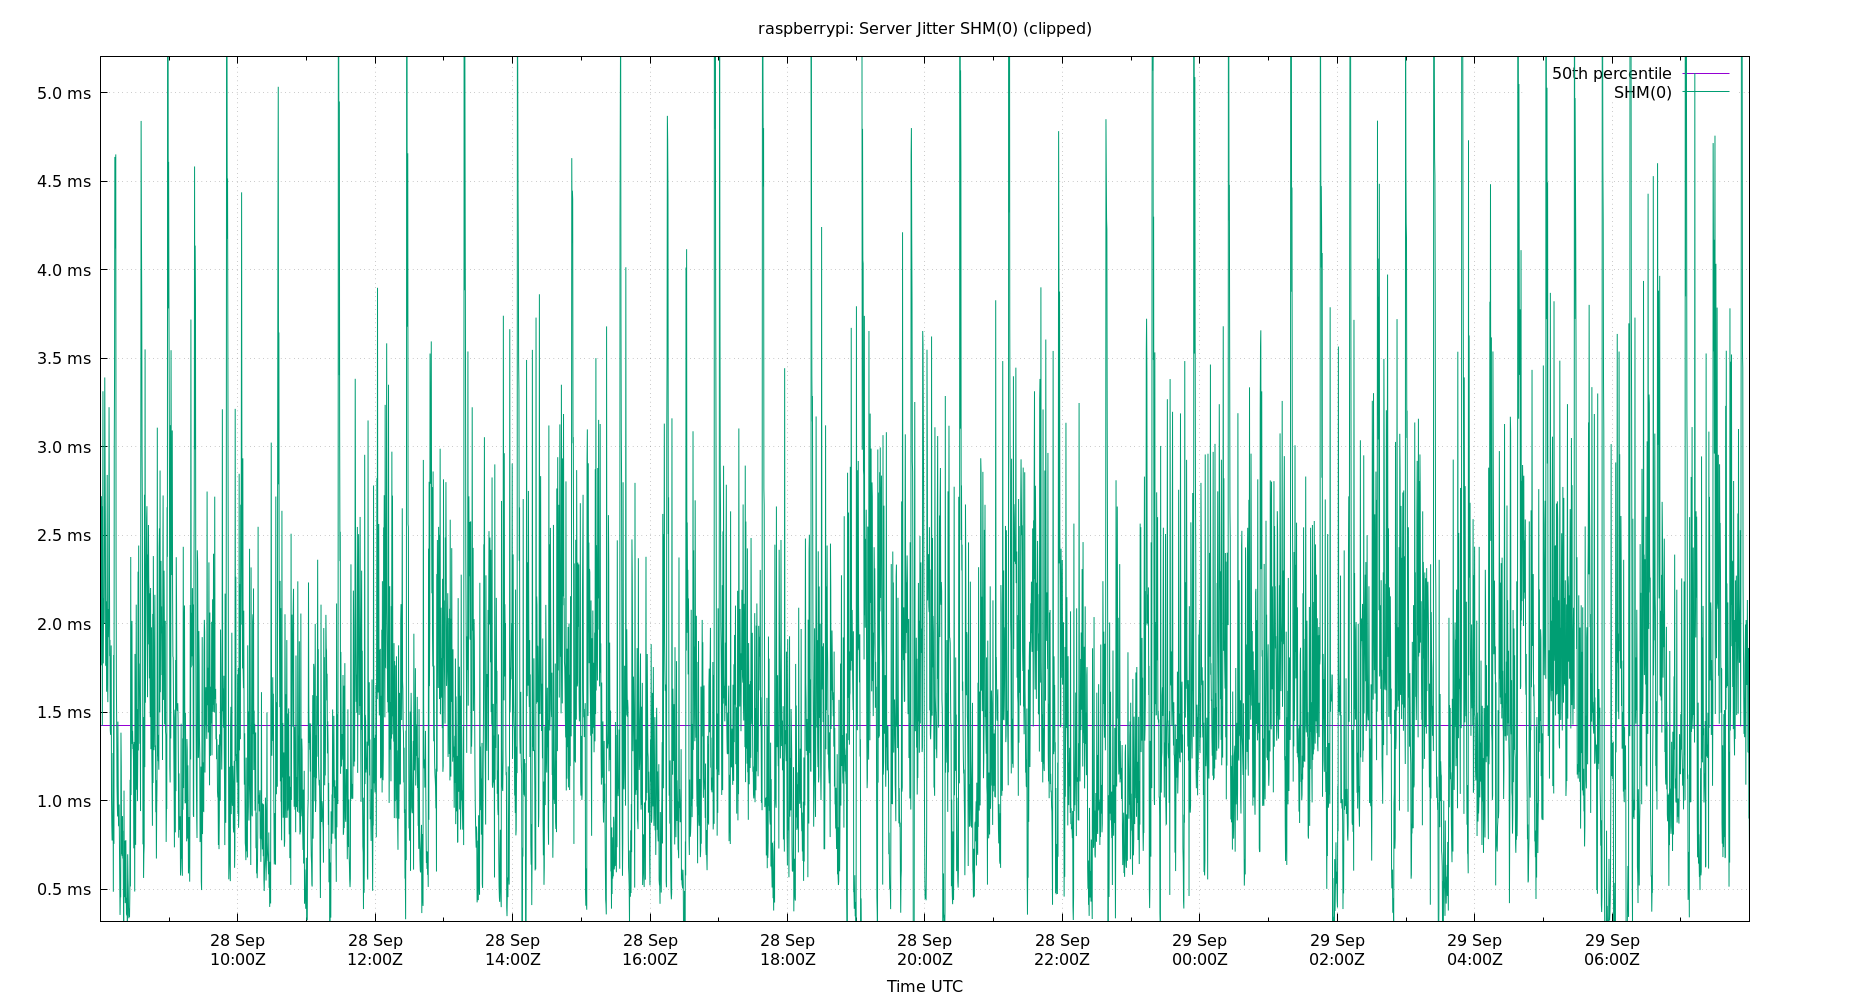 raspberrypi: Server Jitter SHM(0) (clipped)
50th percentile
SHM(0)
5.0 ms
4.5 ms
4.0 ms
3.5 ms
3.0 ms
2.5 ms
2.0 ms
1.5 ms
1.0 ms
0.5 ms
28 Sep 28 Sep 28 Sep 28 Sep 28 Sep 28 Sep 28 Sep 29 Sep 29 Sep 29 Sep 29 Sep
10:00Z 12:00Z 14:00Z 16:00Z 18:00Z 20:00Z 22:00Z 00:00Z 02:00Z 04:00Z 06:00Z
Time UTC